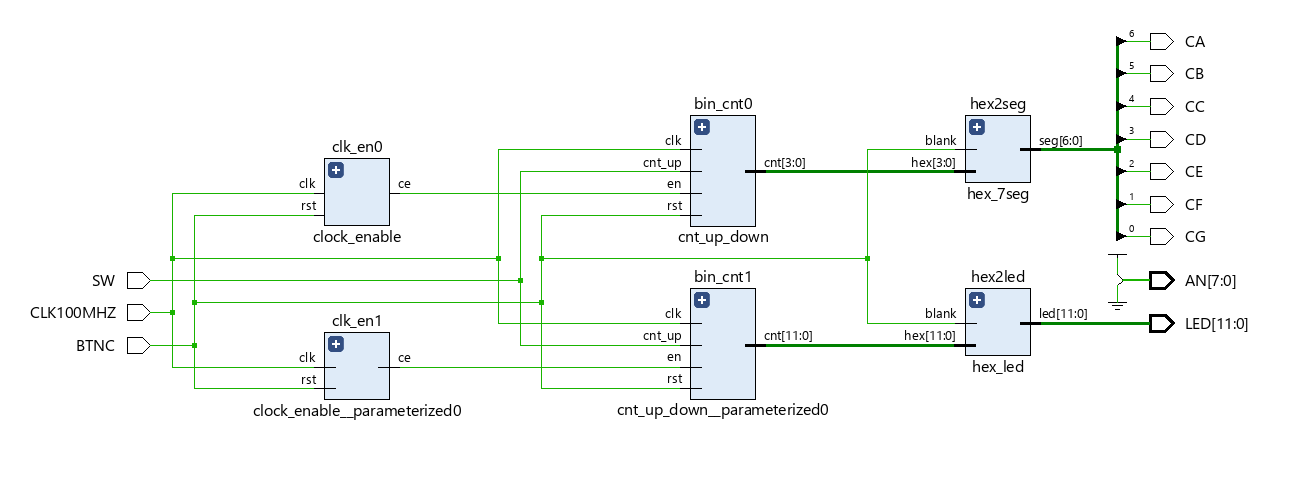 SW
CLK100MHZ
BTNC
clk_en0
clk
rst
ce
clock_enable
clk_en1
clk
rst
ce
clock_enable__parameterized0
bin_cnt0
clk
cnt_up
en
rst
cnt[3:0]
cnt_up_down
bin_cnt1
clk
cnt_up
en
rst
cnt[11:0]
cnt_up_down__parameterized0
hex2seg
blank
hex[3:0]
seg[6:0]
hex_7seg
hex2led
blank
hex[11:0]
led[11:0]
hex_led
6 CA
5 CB
4 CC
3 CD
2 CE
1 CF
0 CG
AN[7:0]
LED[11:0]